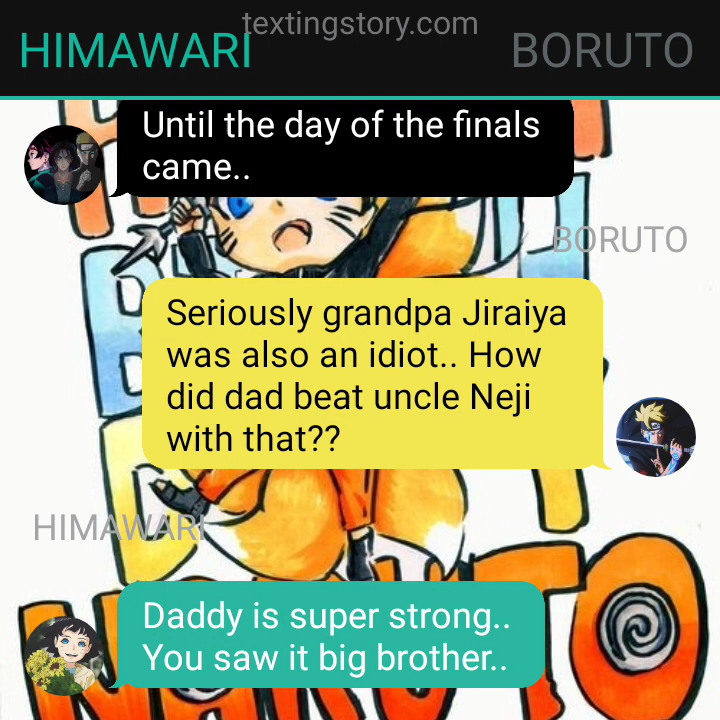 textingstory.com
HIMAWARI
BORUTO
Until the day of the finals
came..
BORUTO
Seriously grandpa Jiraiya
was also an idiot.. How
did dad beat uncle Neji
with that??
HIMAWARI
Daddy is super strong..
You saw it big brother..